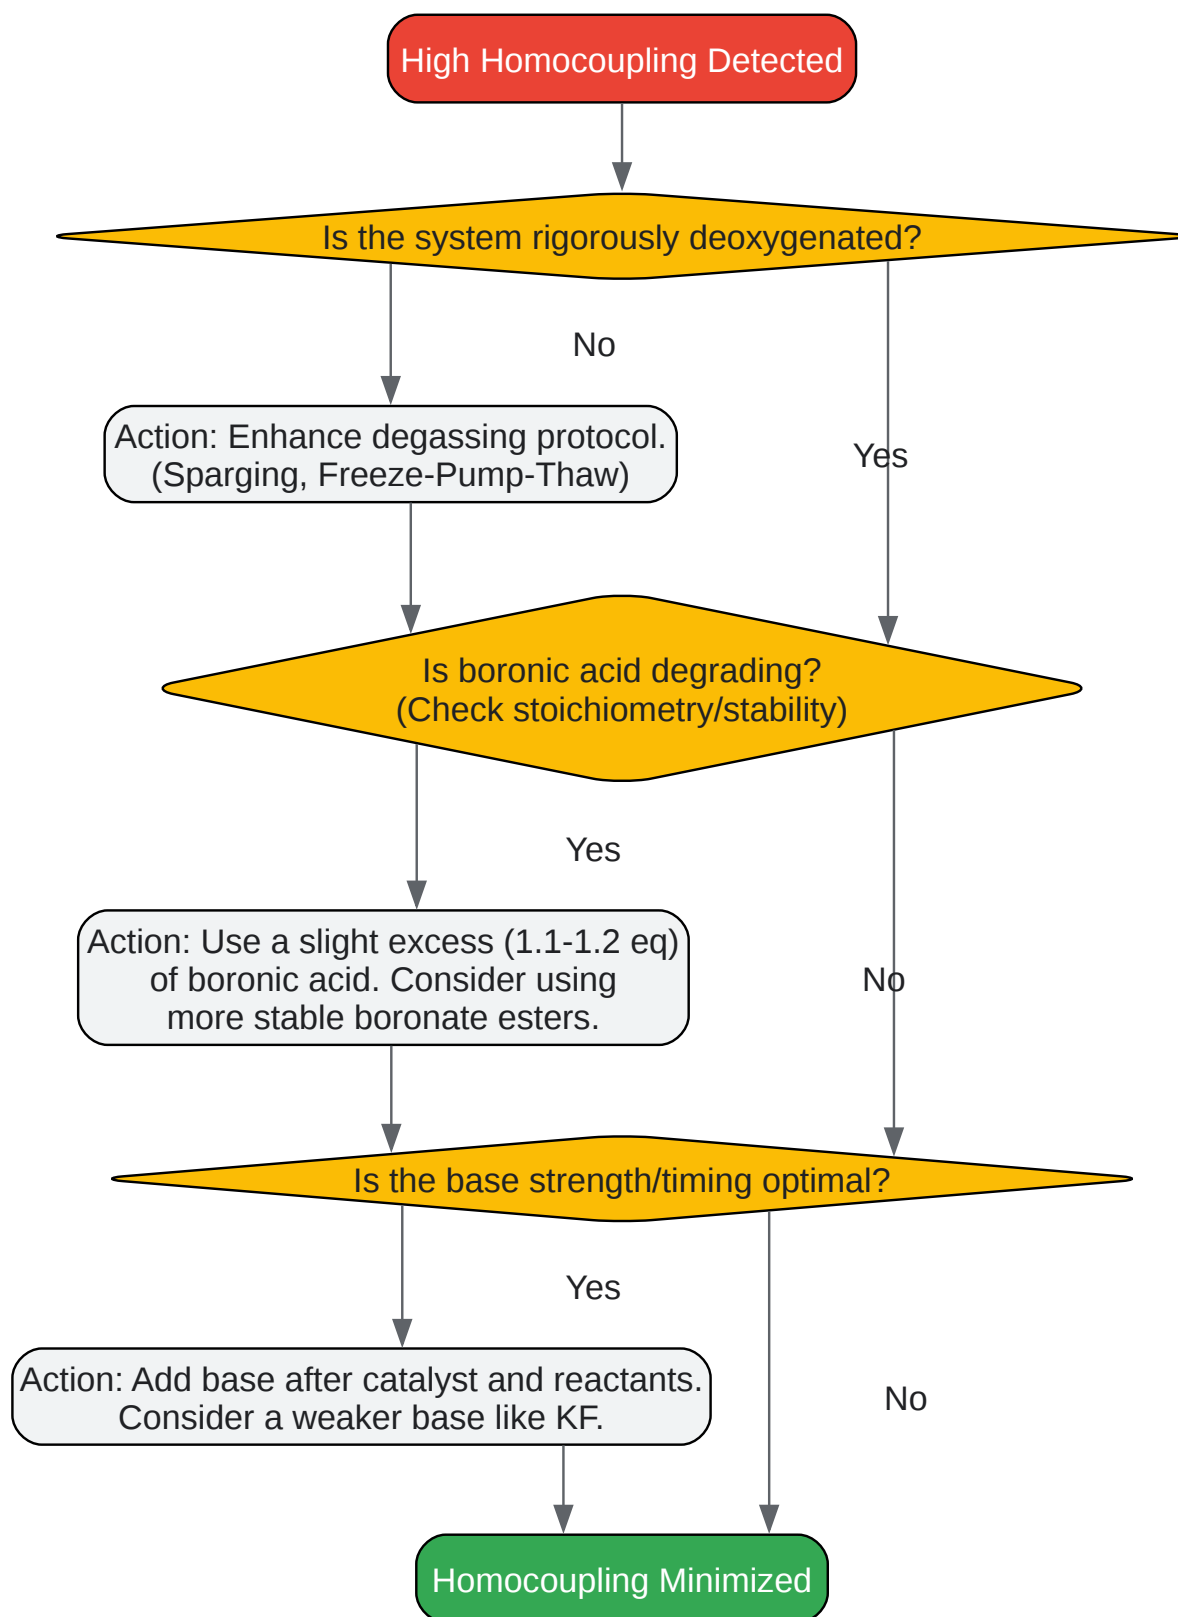 High Homocoupling Detected
Is the system rigorously deoxygenated?
No
Action: Enhance degassing protocol.
(Sparging, Freeze-Pump-Thaw)
Yes
Is boronic acid degrading?
(Check stoichiometry/stability)
Yes
Action: Use a slight excess (1.1-1.2 eq)
of boronic acid. Consider using
more stable boronate esters.
No
Is the base strength/timing optimal?
Yes
Action: Add base after catalyst and reactants.
Consider a weaker base like KF.
No
Homocoupling Minimized